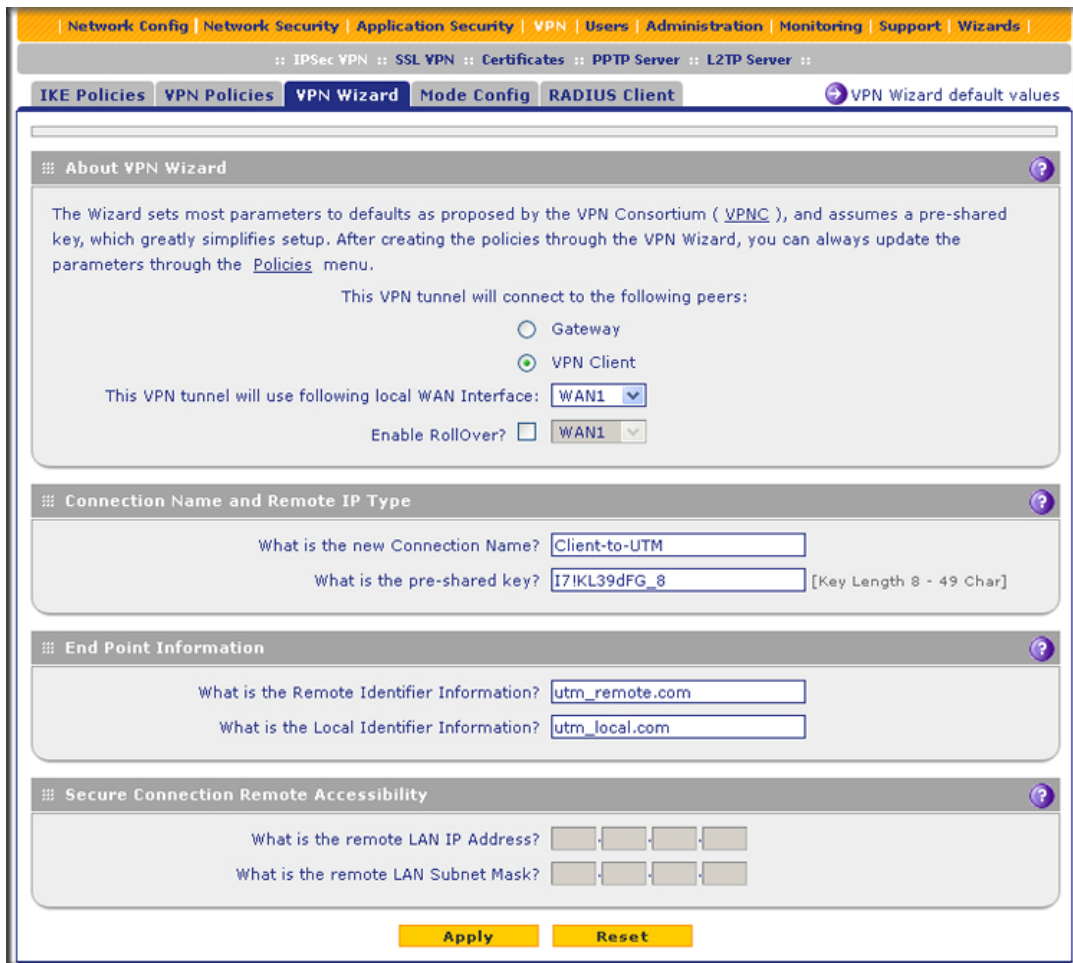 | Network Config | Network Security | Application Security | VPN | Users | Administration | Monitoring | Support | Wizards |
:: IPSec VPN :: SSL VPN :: Certificates :: PPTP Server :: L2TP Server ::
IKE Policies VPN Policies VPN Wizard Mode Config RADIUS Client VPN Wizard default values
About VPN Wizard ?
The Wizard sets most parameters to defaults as proposed by the VPN Consortium ( VPNC ), and assumes a pre-shared
key, which greatly simplifies setup. After creating the policies through the VPN Wizard, you can always update the
parameters through the Policies menu.
This VPN tunnel will connect to the following peers:
Gateway
VPN Client
This VPN tunnel will use following local WAN Interface: WAN1
Enable RollOver? WAN1
Connection Name and Remote IP Type ?
What is the new Connection Name? Client-to-UTM
What is the pre-shared key? I7!KL39dFG_8 [Key Length 8 - 49 Char]
End Point Information ?
What is the Remote Identifier Information? utm_remote.com
What is the Local Identifier Information? utm_local.com
Secure Connection Remote Accessibility ?
What is the remote LAN IP Address? . . .
What is the remote LAN Subnet Mask? . . .
Apply Reset